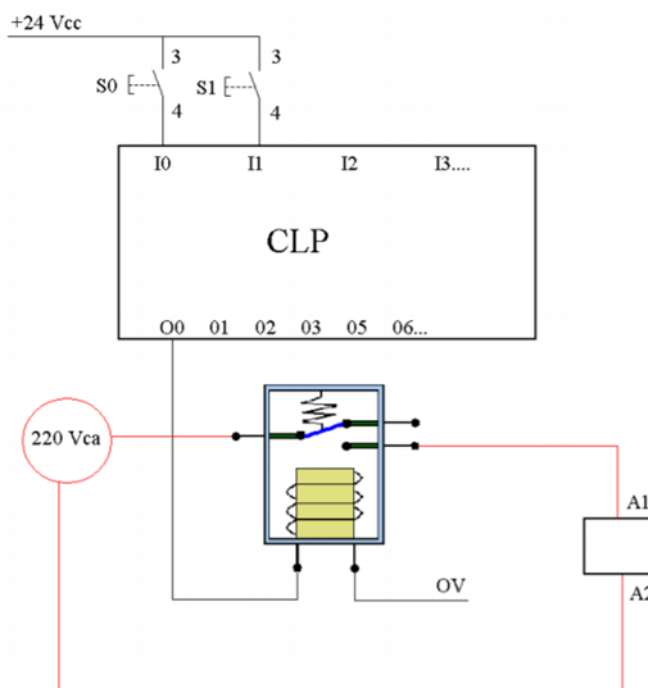 +24 Vcc
3 3
S0 S1
4 4
I0 I1 I2 I3....
CLP
O0 01 02 03 05 06...
220 Vca
A1
A2
OV